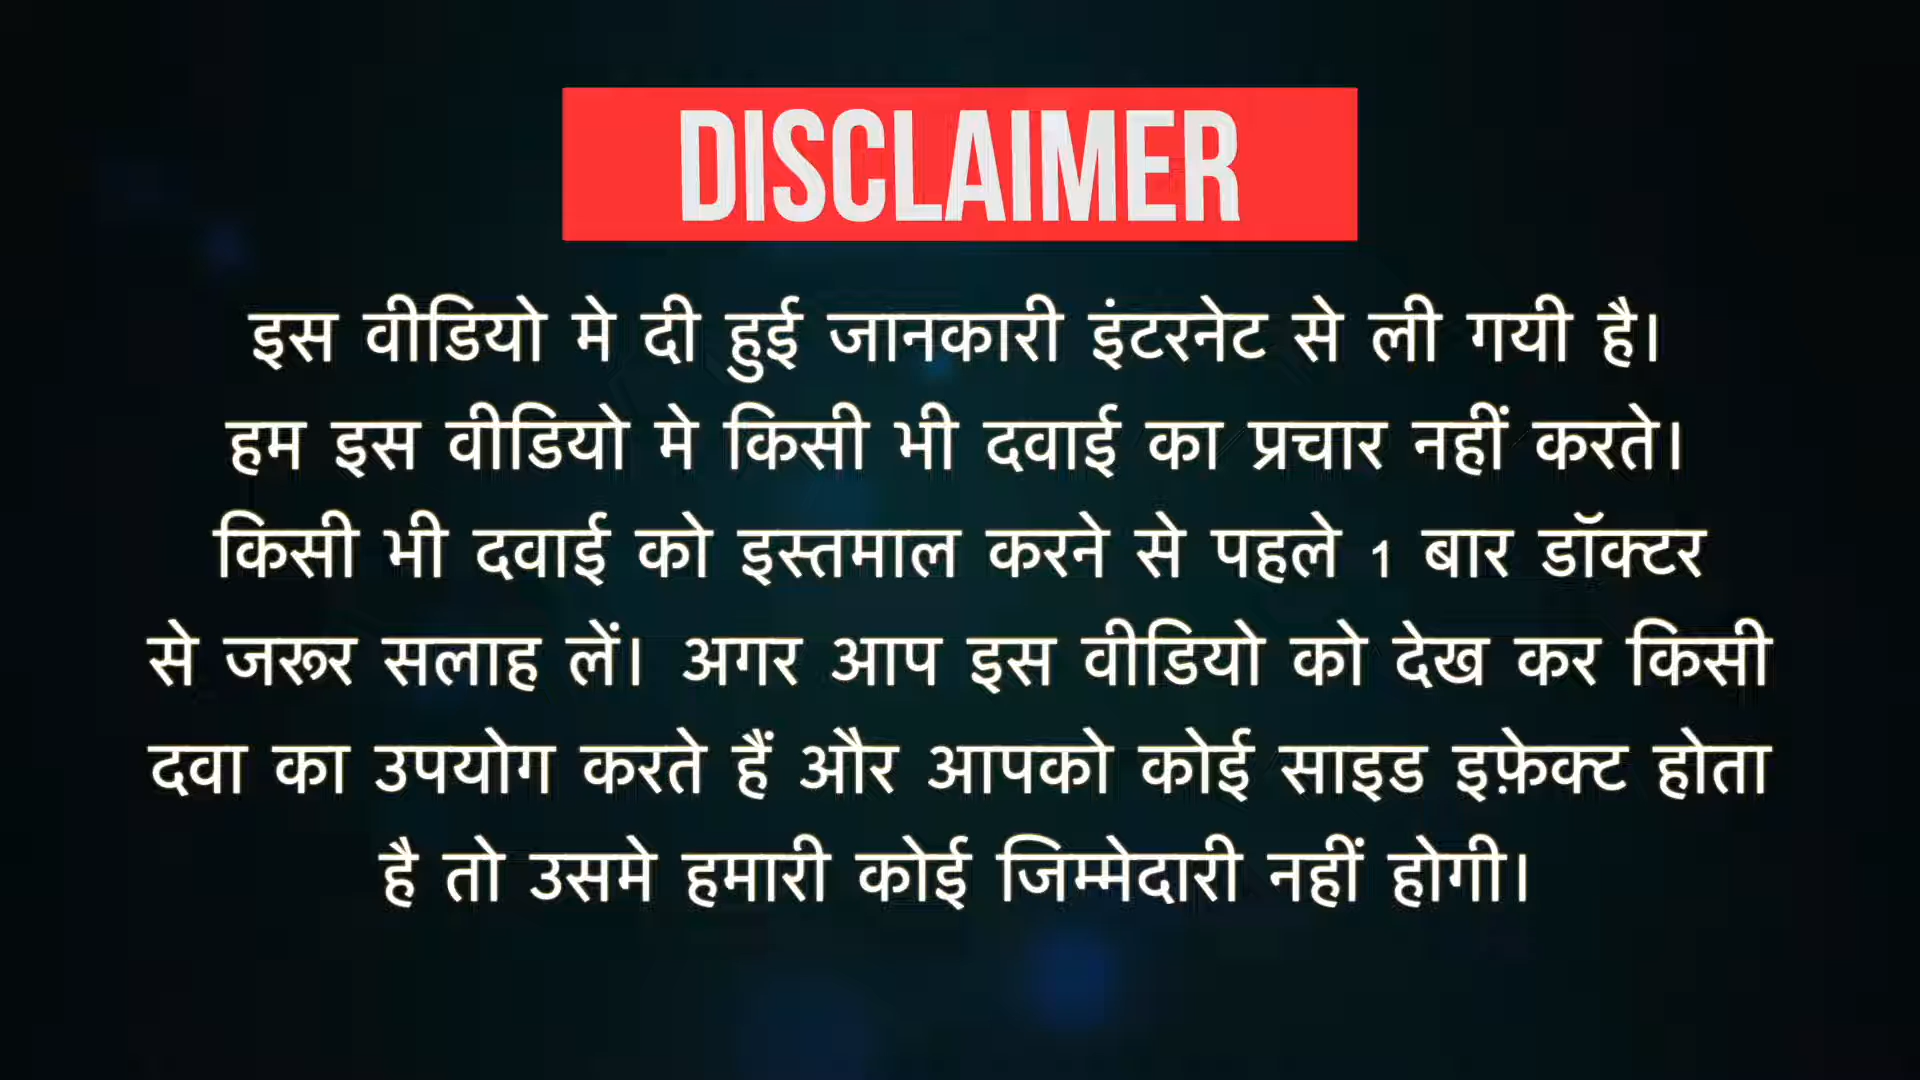 DISCLAIMER
इस वीडियो मे दी हुई जानकारी इंटरनेट से ली गयी है।
हम इस वीडियो मे किसी भी दवाई का प्रचार नहीं करते।
किसी भी दवाई को इस्तमाल करने से पहले 1 बार डॉक्टर
से जरूर सलाह लें। अगर आप इस वीडियो को देख कर किसी
दवा का उपयोग करते हैं और आपको कोई साइड इफ़ेक्ट होता
है तो उसमे हमारी कोई जिम्मेदारी नहीं होगी।